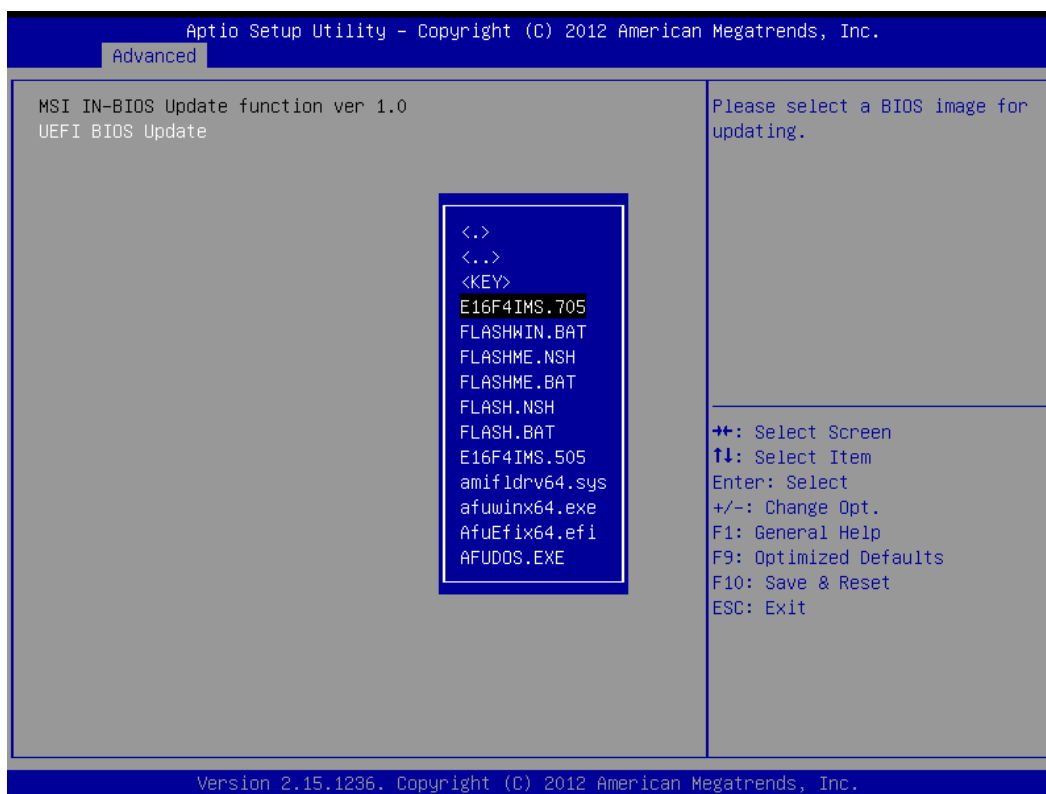 Aptio Setup Utility – Copyright (C) 2012 American Megatrends, Inc.
Advanced
MSI IN-BIOS Update function ver 1.0
UEFI BIOS Update
Please select a BIOS image for
updating.
<.>
<..>
<KEY>
E16F4IMS.705
FLASHWIN.BAT
FLASHME.NSH
FLASHME.BAT
FLASH.NSH
FLASH.BAT
E16F4IMS.505
amifldrv64.sys
afuwinx64.exe
AfuEfix64.efi
AFUDOS.EXE
→←: Select Screen
↑↓: Select Item
Enter: Select
+/-: Change Opt.
F1: General Help
F9: Optimized Defaults
F10: Save & Reset
ESC: Exit
Version 2.15.1236. Copyright (C) 2012 American Megatrends, Inc.